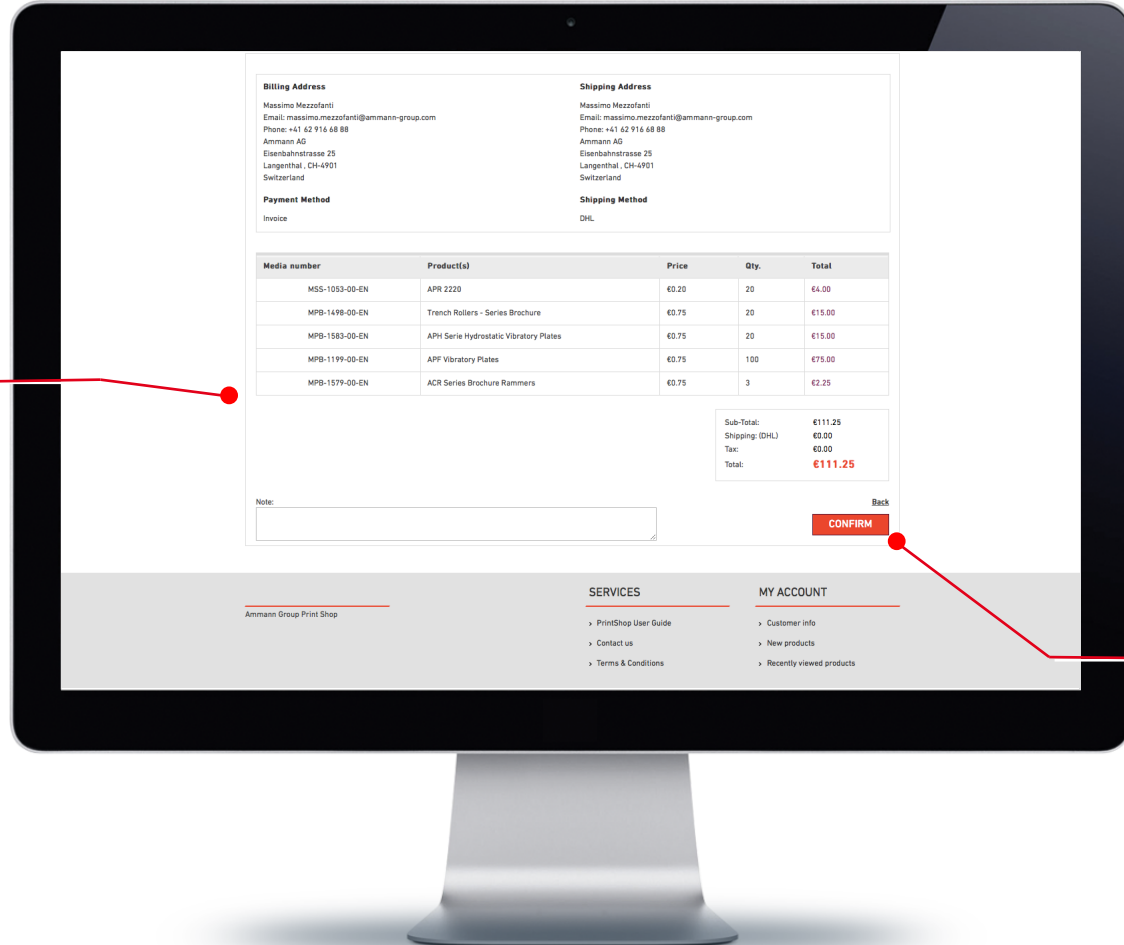 Billing Address
Massimo Mezzofanti
Email: massimo.mezzofanti@ammann-group.com
Phone: +41 62 916 68 88
Ammann AG
Eisenbahnstrasse 25
Langenthal , CH-4901
Switzerland
Payment Method
Invoice
Shipping Address
Massimo Mezzofanti
Email: massimo.mezzofanti@ammann-group.com
Phone: +41 62 916 68 88
Ammann AG
Eisenbahnstrasse 25
Langenthal , CH-4901
Switzerland
Shipping Method
DHL
Media number Product(s) Price Qty. Total
MSS-1053-00-EN APR 2220 €0.20 20 €4.00
MPB-1498-00-EN Trench Rollers - Series Brochure €0.75 20 €15.00
MPB-1583-00-EN APH Serie Hydrostatic Vibratory Plates €0.75 20 €15.00
MPB-1199-00-EN APF Vibratory Plates €0.75 100 €75.00
MPB-1579-00-EN ACR Series Brochure Rammers €0.75 3 €2.25
Sub-Total: €111.25
Shipping: (DHL) €0.00
Tax: €0.00
Total: €111.25
Note:
Back
CONFIRM
Ammann Group Print Shop
SERVICES
› PrintShop User Guide
› Contact us
› Terms & Conditions
MY ACCOUNT
› Customer info
› New products
› Recently viewed products